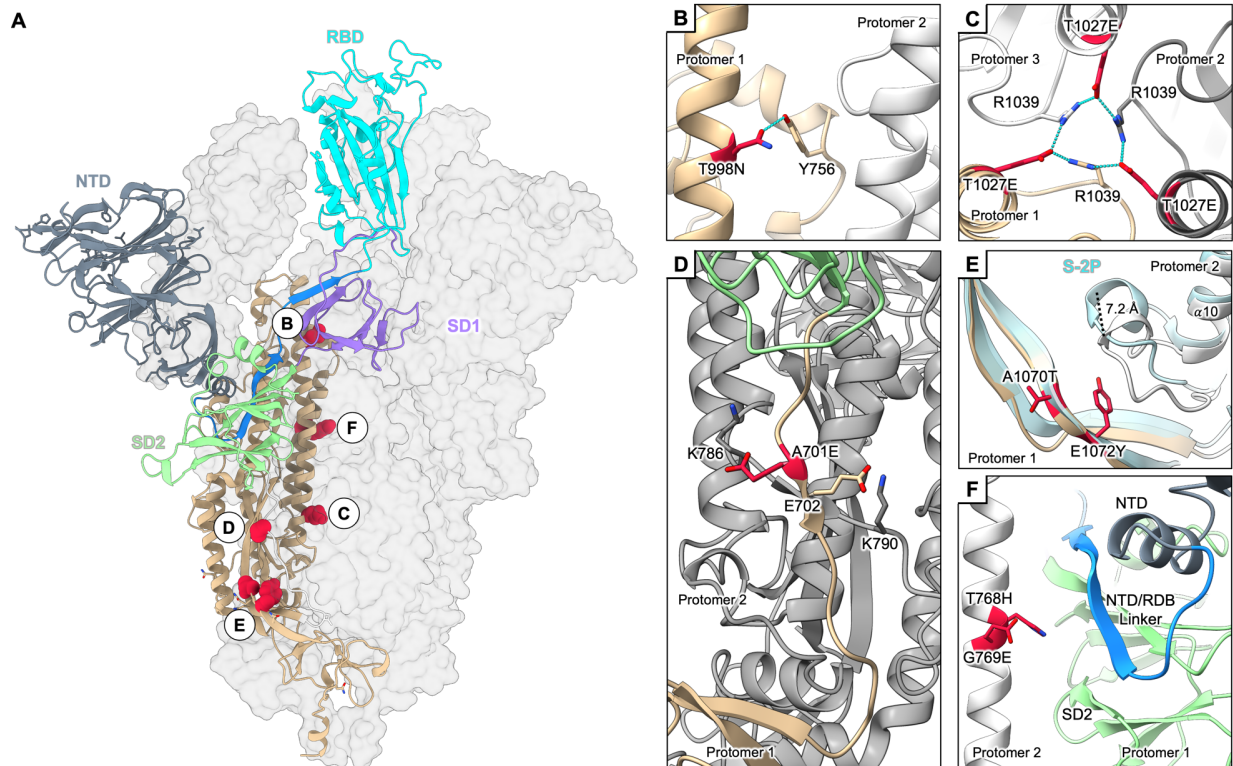 A
RBD
NTD
SD1
SD2
B
F
D
C
E
B
Protomer 2
Protomer 1
T998N
Y756
C
T1027E
Protomer 3
Protomer 2
R1039
R1039
T1027E
R1039
T1027E
Protomer 1
D
K786
A701E
E702
K790
Protomer 2
Protomer 1
E
S-2P
Protomer 2
7.2 Å
α10
A1070T
E1072Y
Protomer 1
F
NTD
T768H
NTD/RDB
Linker
G769E
SD2
Protomer 2
Protomer 1